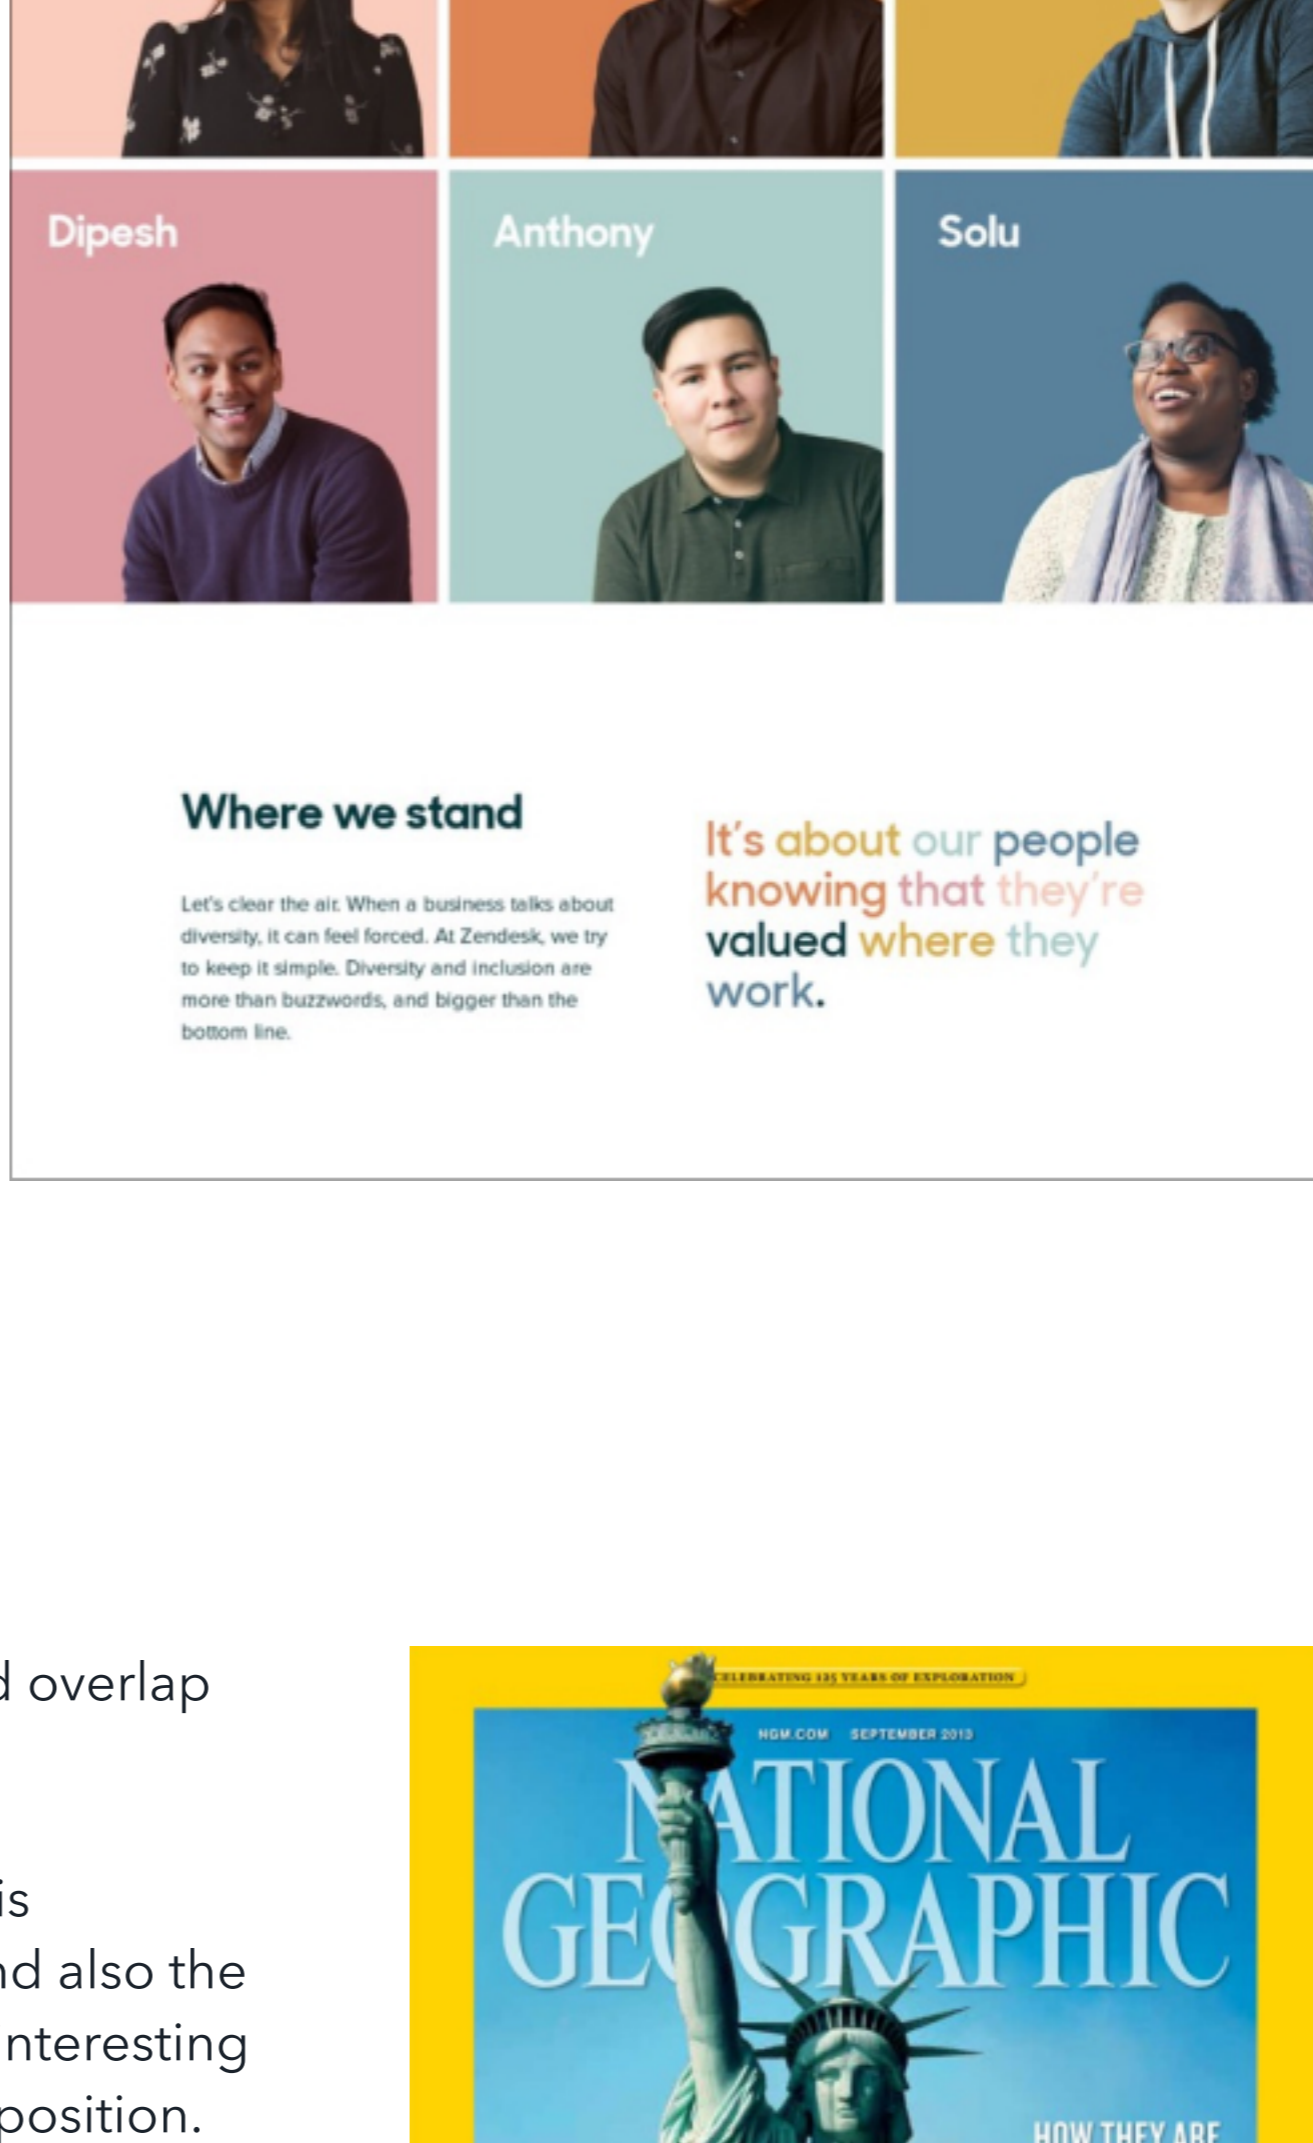 Dipesh
Anthony
Solu
Where we stand
Let's clear the air. When a business talks about
diversity, it can feel forced. At Zendesk, we try
to keep it simple. Diversity and inclusion are
more than buzzwords, and bigger than the
bottom line.
It's about our people
knowing that they're
valued where they
work.
d overlap
is
nd also the
nteresting
position.
CELEBRATING 125 YEARS OF EXPLORATION
NGM.COM SEPTEMBER 2013
NATIONAL
GEOGRAPHIC
HOW THEY ARE